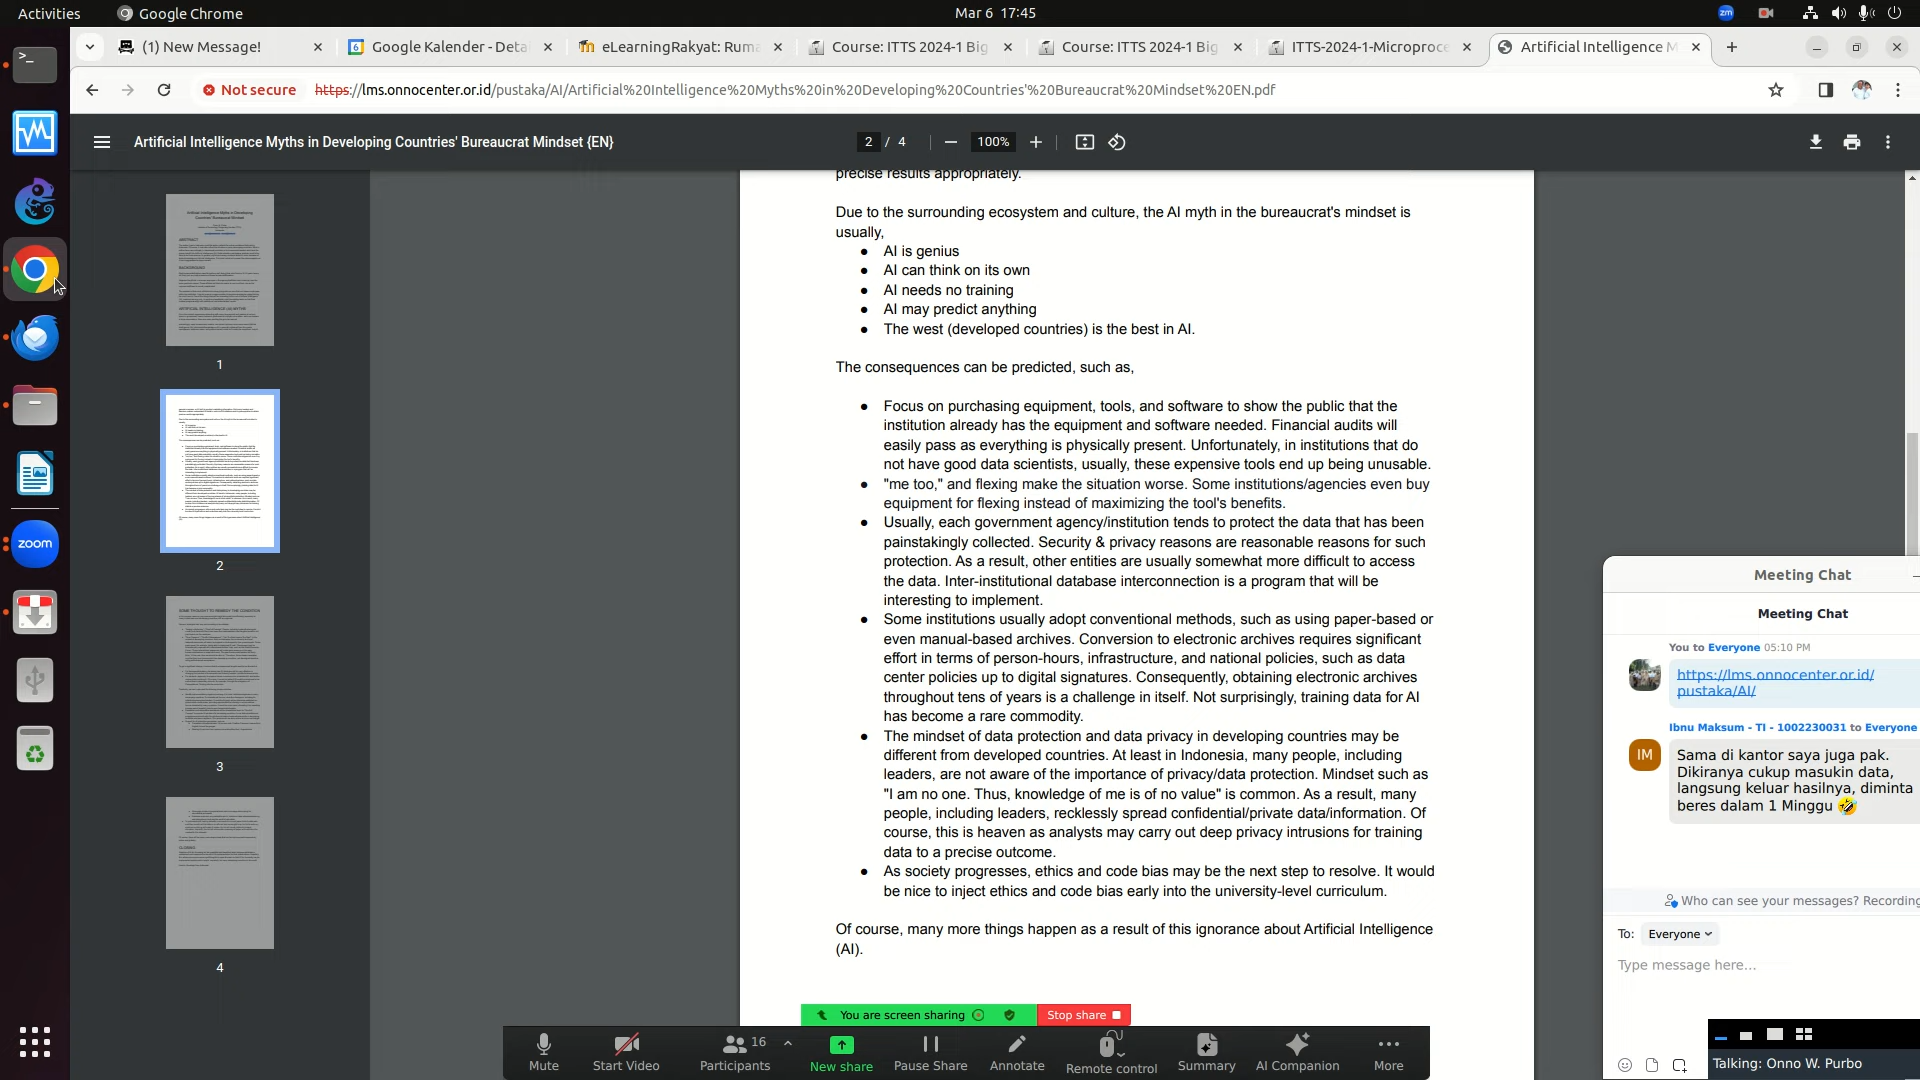 Activities
Google Chrome
Mar 6 17:45
zm
(1) New Message!
Google Kalender - Deta
eLearningRakyat: Ruma
Course: ITTS 2024-1 Big
Course: ITTS 2024-1 Big
ITTS-2024-1-Microproce
Artificial Intelligence M
Not secure
https://lms.onnocenter.or.id/pustaka/AI/Artificial%20Intelligence%20Myths%20in%20Developing%20Countries'%20Bureaucrat%20Mindset%20EN.pdf
Artificial Intelligence Myths in Developing Countries' Bureaucrat Mindset {EN}
2 / 4
100%
1
2
3
4
zoom
precise results appropriately.
Due to the surrounding ecosystem and culture, the AI myth in the bureaucrat's mindset is
usually,
● AI is genius
● AI can think on its own
● AI needs no training
● AI may predict anything
● The west (developed countries) is the best in AI.
The consequences can be predicted, such as,
● Focus on purchasing equipment, tools, and software to show the public that the
institution already has the equipment and software needed. Financial audits will
easily pass as everything is physically present. Unfortunately, in institutions that do
not have good data scientists, usually, these expensive tools end up being unusable.
● "me too," and flexing make the situation worse. Some institutions/agencies even buy
equipment for flexing instead of maximizing the tool's benefits.
● Usually, each government agency/institution tends to protect the data that has been
painstakingly collected. Security & privacy reasons are reasonable reasons for such
protection. As a result, other entities are usually somewhat more difficult to access
the data. Inter-institutional database interconnection is a program that will be
interesting to implement.
● Some institutions usually adopt conventional methods, such as using paper-based or
even manual-based archives. Conversion to electronic archives requires significant
effort in terms of person-hours, infrastructure, and national policies, such as data
center policies up to digital signatures. Consequently, obtaining electronic archives
throughout tens of years is a challenge in itself. Not surprisingly, training data for AI
has become a rare commodity.
● The mindset of data protection and data privacy in developing countries may be
different from developed countries. At least in Indonesia, many people, including
leaders, are not aware of the importance of privacy/data protection. Mindset such as
"I am no one. Thus, knowledge of me is of no value" is common. As a result, many
people, including leaders, recklessly spread confidential/private data/information. Of
course, this is heaven as analysts may carry out deep privacy intrusions for training
data to a precise outcome.
● As society progresses, ethics and code bias may be the next step to resolve. It would
be nice to inject ethics and code bias early into the university-level curriculum.
Of course, many more things happen as a result of this ignorance about Artificial Intelligence
(AI).
Meeting Chat
Meeting Chat
You to Everyone 05:10 PM
https://lms.onnocenter.or.id/
pustaka/AI/
Ibnu Maksum - TI - 1002230031 to Everyone
IM
Sama di kantor saya juga pak.
Dikiranya cukup masukin data,
langsung keluar hasilnya, diminta
beres dalam 1 Minggu 🤣
Who can see your messages? Recording
To: Everyone
Type message here...
Talking: Onno W. Purbo
You are screen sharing
Stop share
Mute
Start Video
Participants
16
New share
Pause Share
Annotate
Remote control
Summary
AI Companion
More